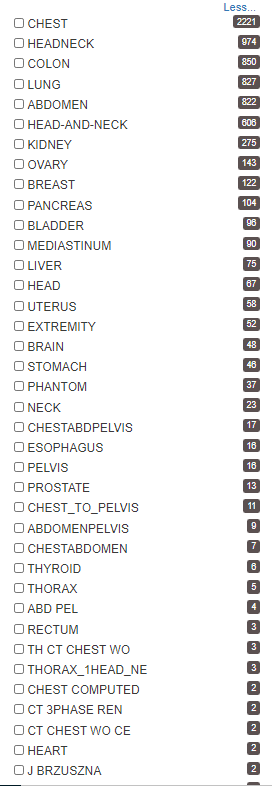 Less...
CHEST 2221
HEADNECK 974
COLON 850
LUNG 827
ABDOMEN 822
HEAD-AND-NECK 606
KIDNEY 275
OVARY 143
BREAST 122
PANCREAS 104
BLADDER 96
MEDIASTINUM 90
LIVER 75
HEAD 67
UTERUS 58
EXTREMITY 52
BRAIN 48
STOMACH 46
PHANTOM 37
NECK 23
CHESTABDPELVIS 17
ESOPHAGUS 16
PELVIS 16
PROSTATE 13
CHEST_TO_PELVIS 11
ABDOMENPELVIS 9
CHESTABDOMEN 7
THYROID 6
THORAX 5
ABD PEL 4
RECTUM 3
TH CT CHEST WO 3
THORAX_1HEAD_NE 3
CHEST COMPUTED 2
CT 3PHASE REN 2
CT CHEST WO CE 2
HEART 2
J BRZUSZNA 2